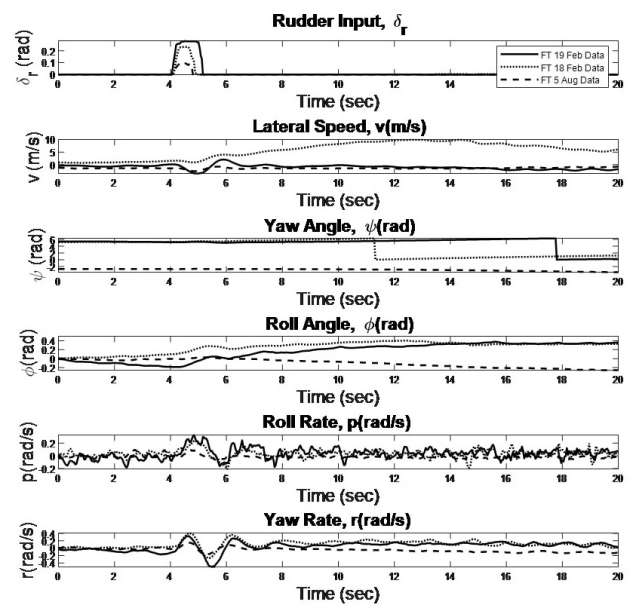 Rudder Input, δr
δr (rad)
0.2
0.1
0
0 2 4 6 8 10 12 14 16 18 20
FT 19 Feb Data
FT 18 Feb Data
FT 5 Aug Data
Time (sec)
Lateral Speed, v(m/s)
v (m/s)
10
5
0
0 2 4 6 8 10 12 14 16 18 20
Time (sec)
Yaw Angle, ψ(rad)
ψ (rad)
6
4
2
0
-2
0 2 4 6 8 10 12 14 16 18 20
Time (sec)
Roll Angle, ϕ(rad)
ϕ(rad)
0.4
0.2
0
-0.2
0 2 4 6 8 10 12 14 16 18 20
Time (sec)
Roll Rate, p(rad/s)
p(rad/s)
0.2
0
-0.2
0 2 4 6 8 10 12 14 16 18 20
Time (sec)
Yaw Rate, r(rad/s)
r(rad/s)
0.4
0.2
0
-0.2
-0.4
0 2 4 6 8 10 12 14 16 18 20
Time (sec)